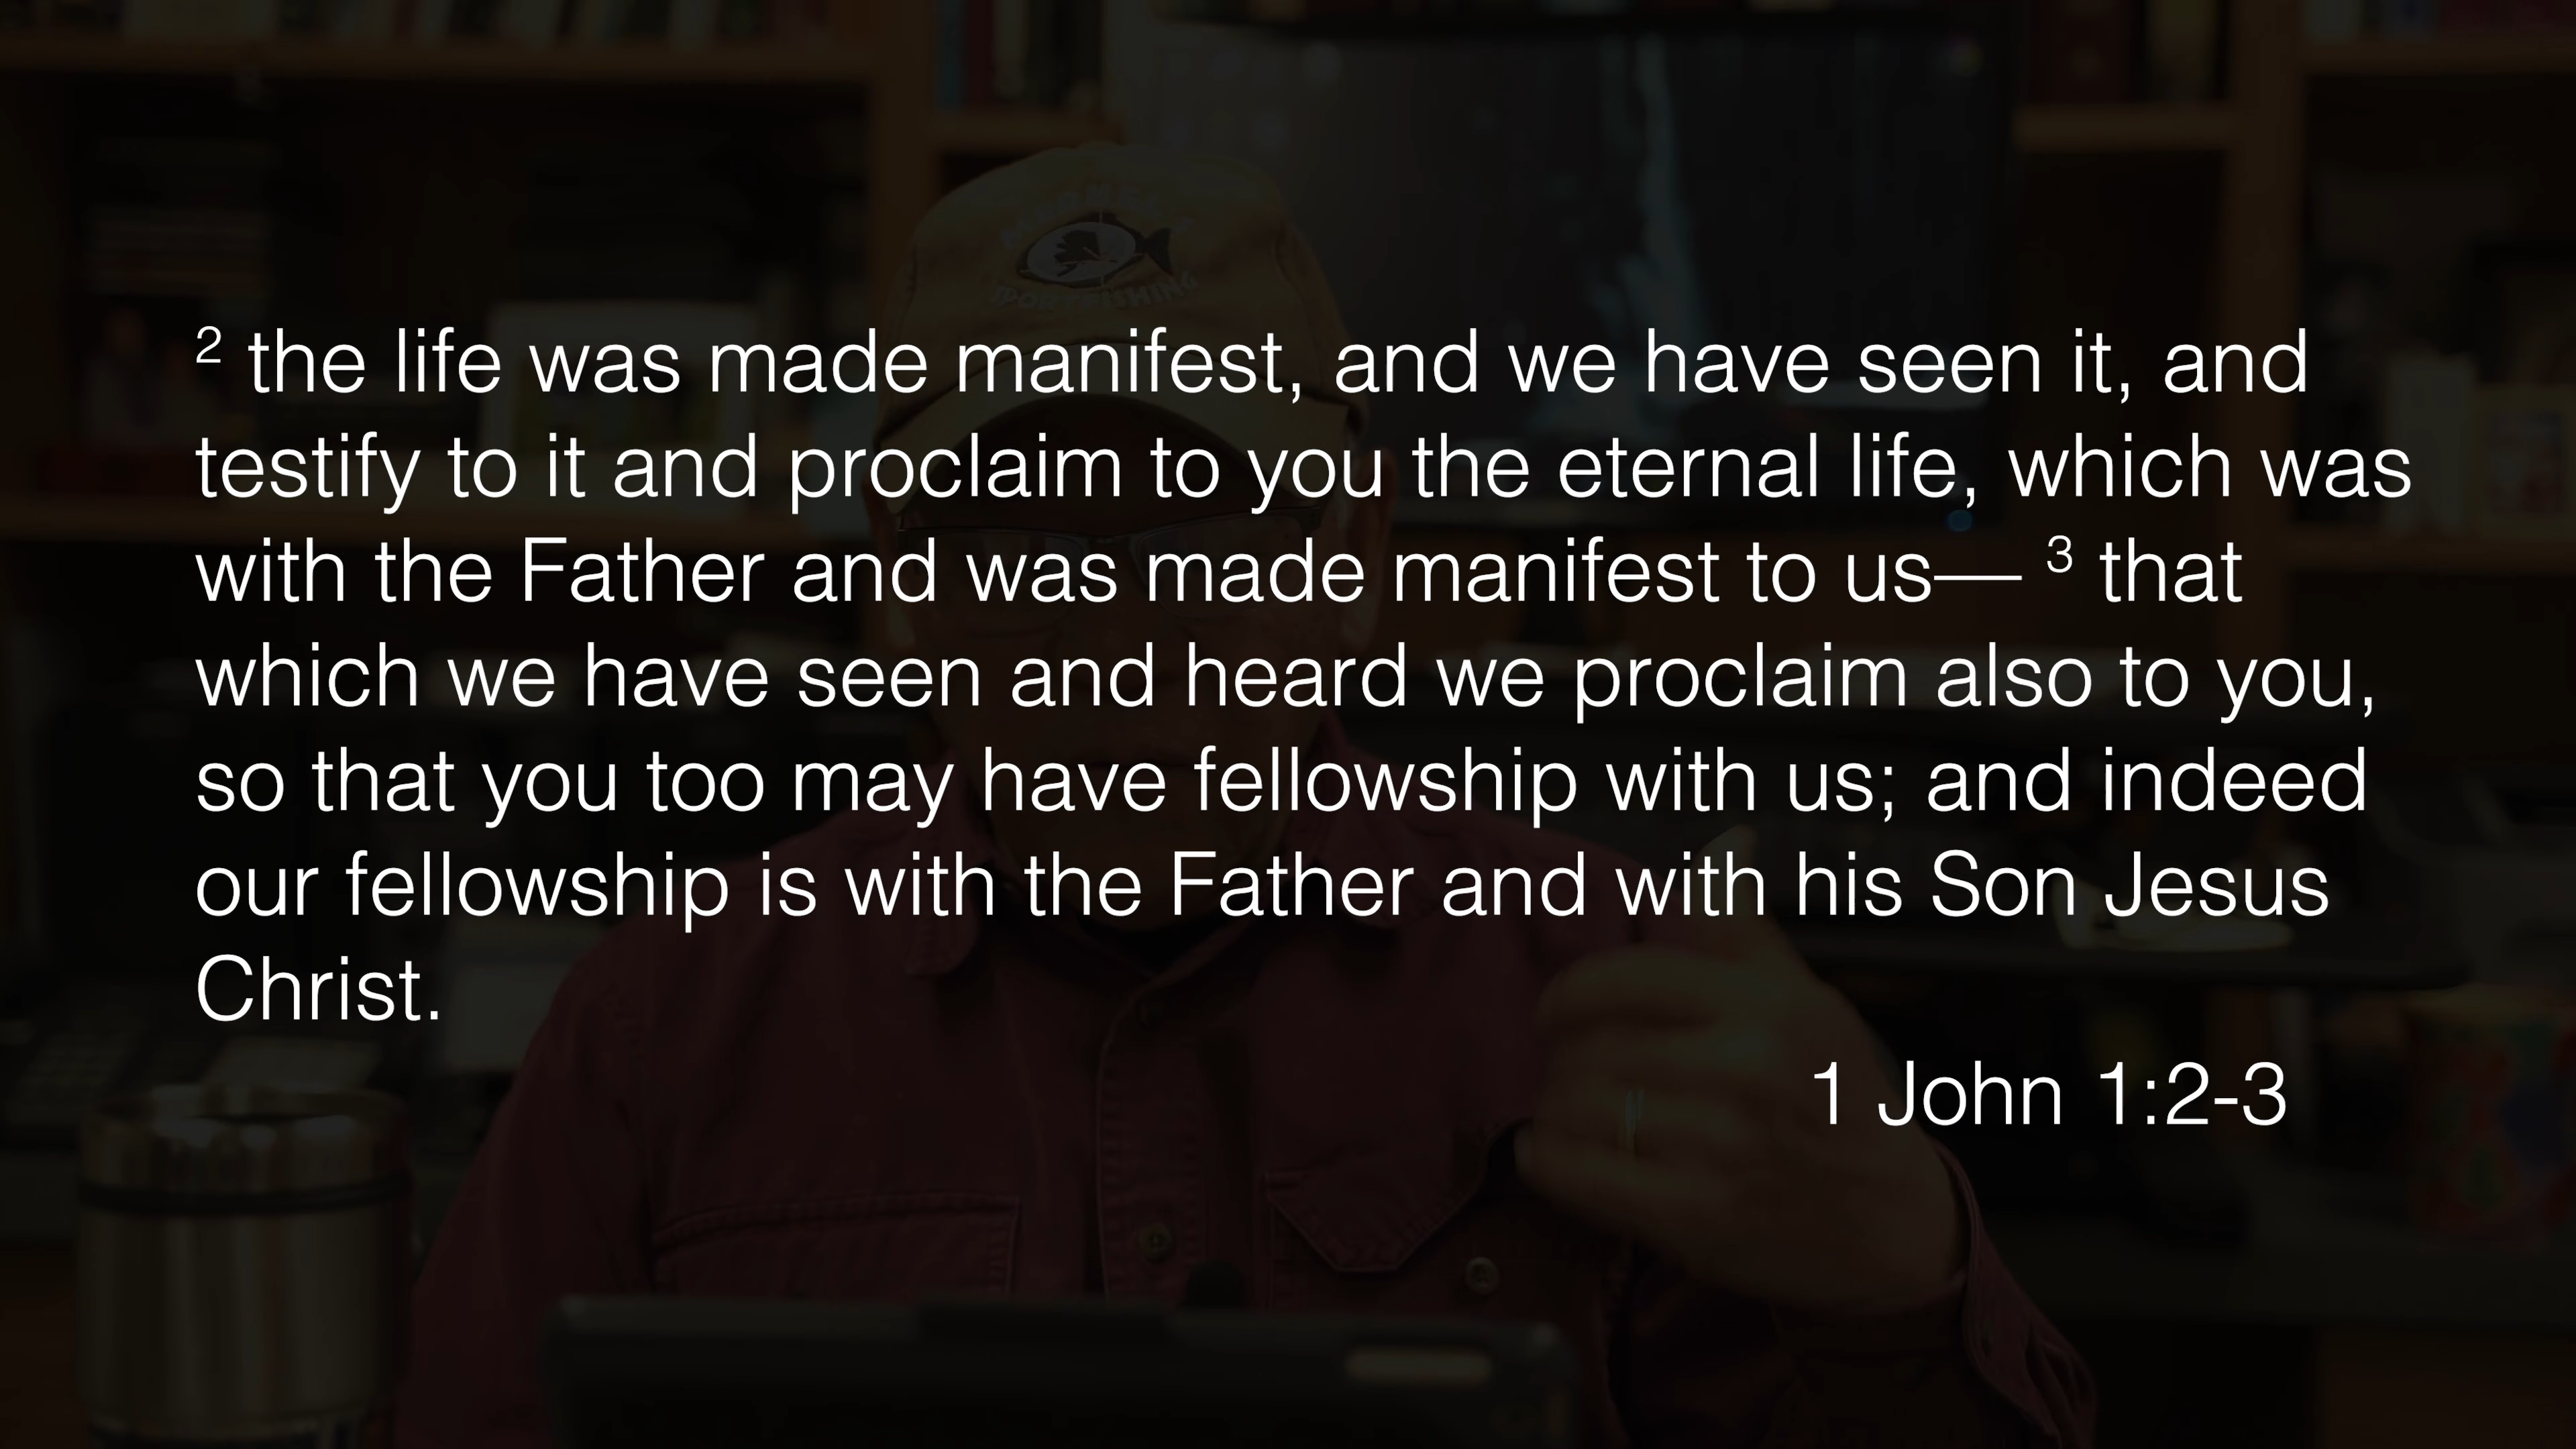 SPORTFISHING
² the life was made manifest, and we have seen it, and
testify to it and proclaim to you the eternal life, which was
with the Father and was made manifest to us— ³ that
which we have seen and heard we proclaim also to you,
so that you too may have fellowship with us; and indeed
our fellowship is with the Father and with his Son Jesus
Christ.
1 John 1:2-3